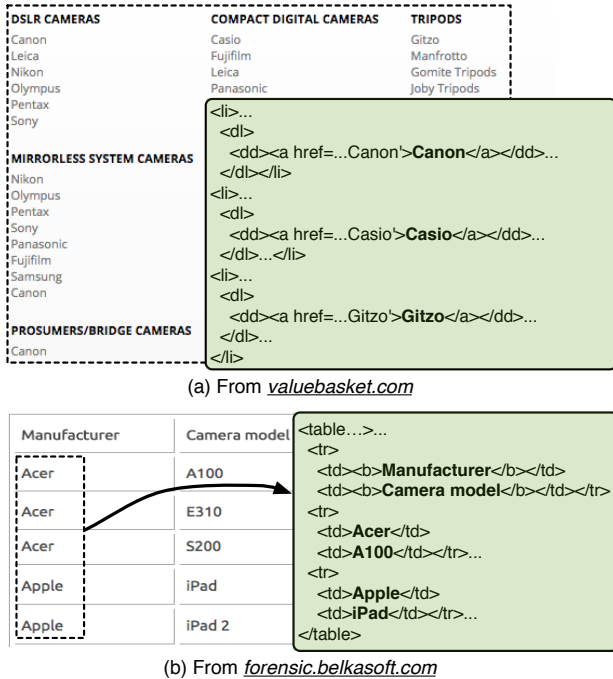 DSLR CAMERAS
Canon
Leica
Nikon
Olympus
Pentax
Sony
MIRRORLESS SYSTEM CAMERAS
Nikon
Olympus
Pentax
Sony
Panasonic
Fujifilm
Samsung
Canon
PROSUMERS/BRIDGE CAMERAS
Canon
COMPACT DIGITAL CAMERAS
Casio
Fujifilm
Leica
Panasonic
TRIPODS
Gitzo
Manfrotto
Gomite Tripods
Joby Tripods
<li>...
<dl>
<dd><a href=...Canon'>Canon</a></dd>...
</dl></li>
<li>...
<dl>
<dd><a href=...Casio'>Casio</a></dd>...
</dl>...</li>
<li>...
<dl>
<dd><a href=...Gitzo'>Gitzo</a></dd>...
</dl>...
</li>
(a) From valuebasket.com
Manufacturer Camera model
Acer A100
Acer E310
Acer S200
Apple iPad
Apple iPad 2
<table...>...
<tr>
<td><b>Manufacturer</b></td>
<td><b>Camera model</b></td></tr>
<tr>
<td>Acer</td>
<td>A100</td></tr>...
<tr>
<td>Apple</td>
<td>iPad</td></tr>...
</table>
(b) From forensic.belkasoft.com